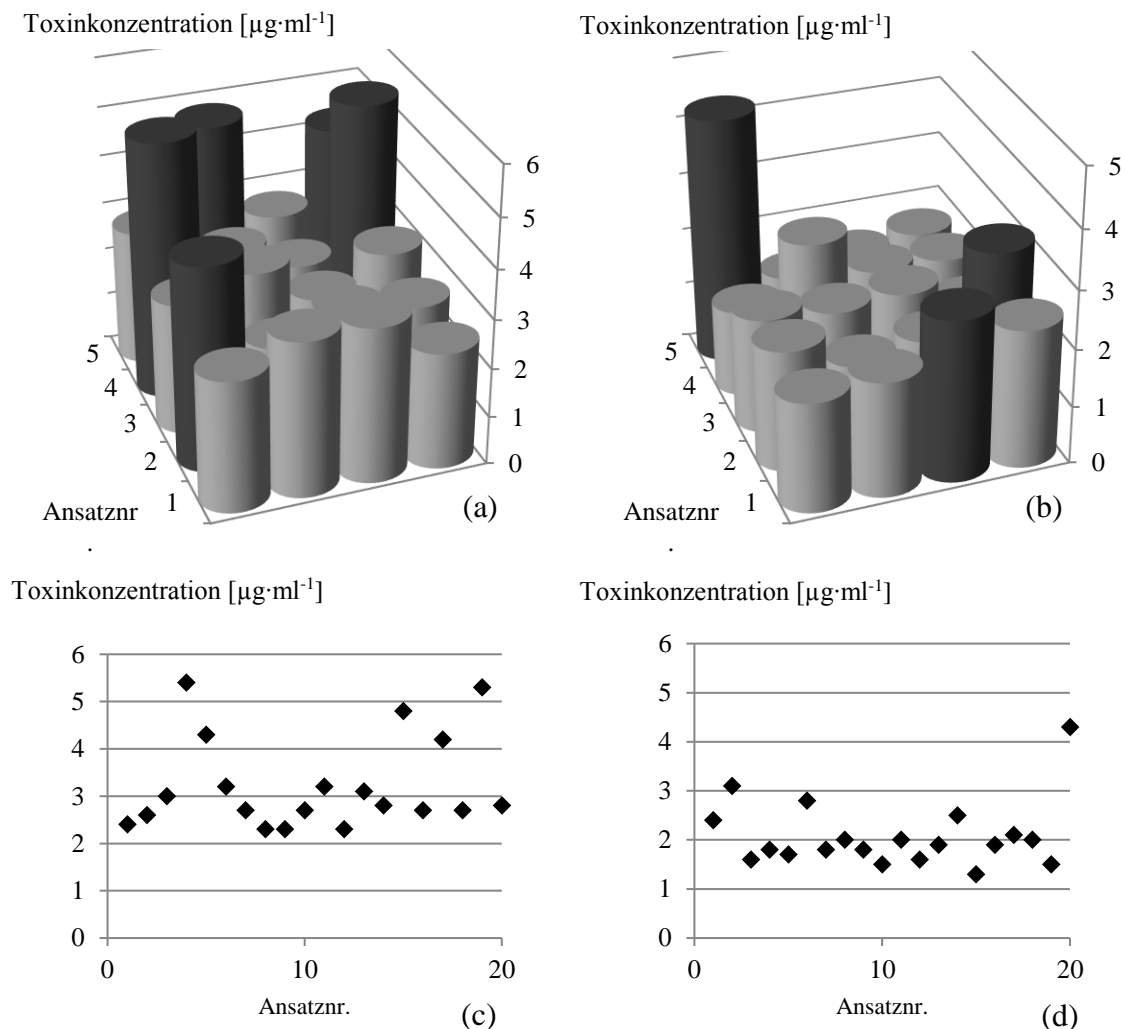 Toxinkonzentration [µg·ml⁻¹]
6
5
4
3
2
1
0
5
4
3
2
1
Ansatznr
.
(a)
Toxinkonzentration [µg·ml⁻¹]
5
4
3
2
1
0
5
4
3
2
1
Ansatznr
.
(b)
Toxinkonzentration [µg·ml⁻¹]
6
5
4
3
2
1
0
0 10 20
Ansatznr.
(c)
Toxinkonzentration [µg·ml⁻¹]
6
5
4
3
2
1
0
0 10 20
Ansatznr.
(d)